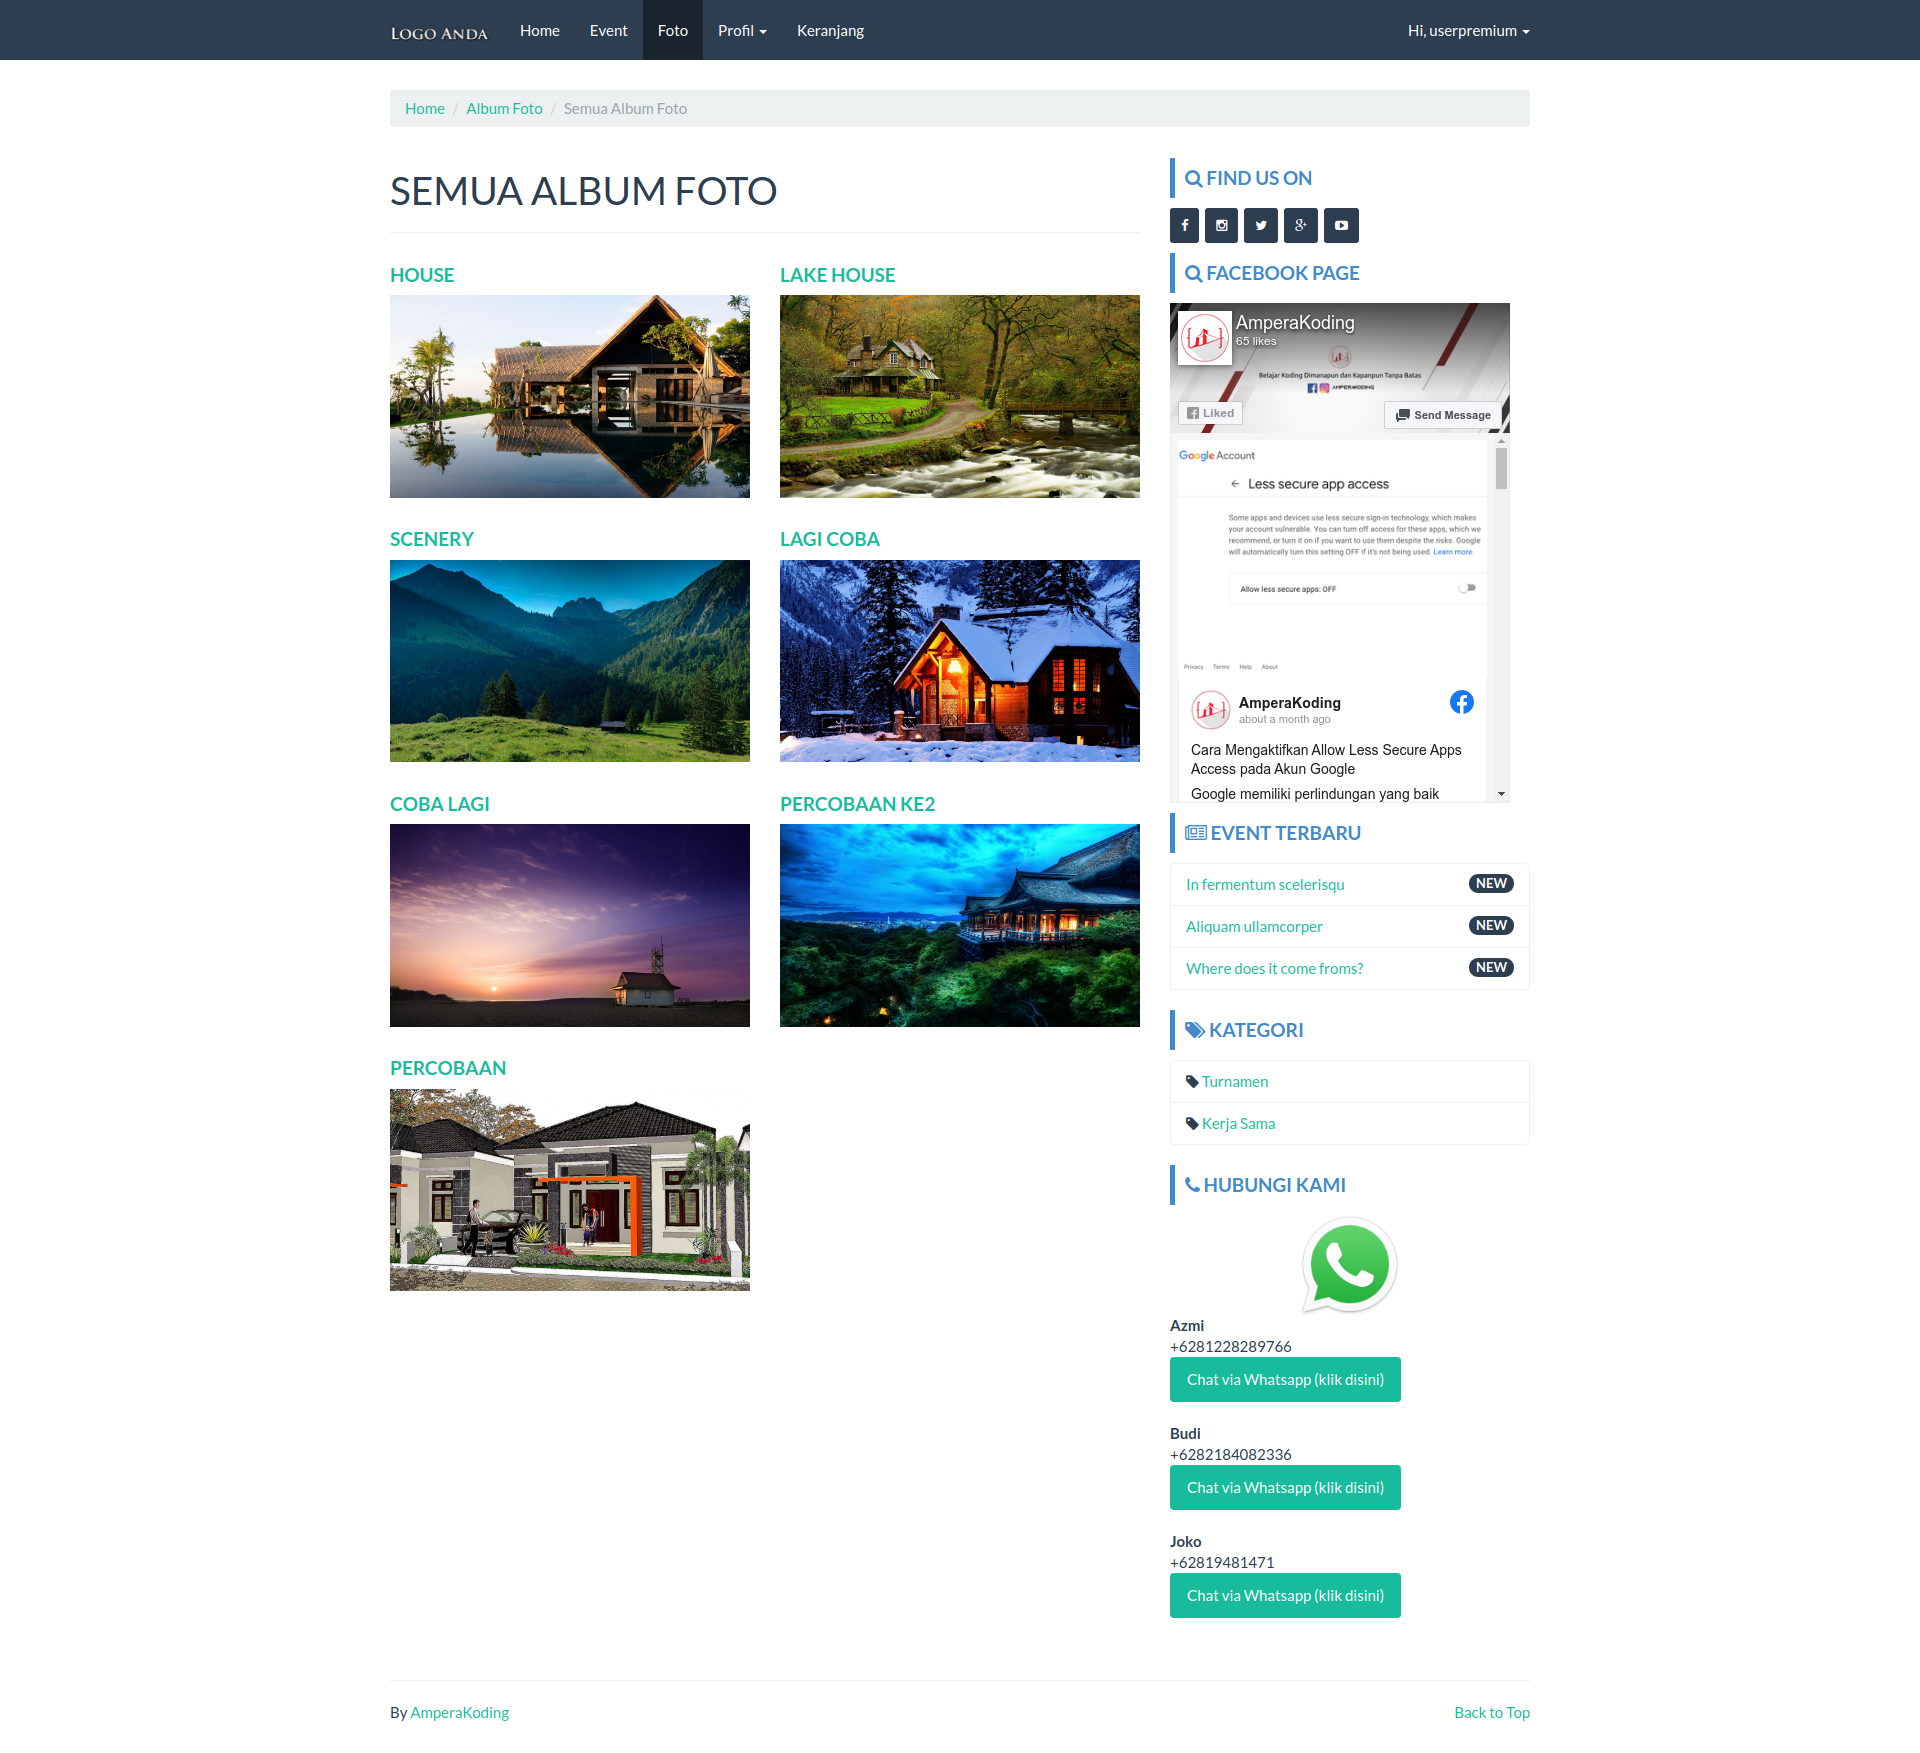 Logo Anda Home Event Foto Profil Keranjang Hi, userpremium
Home / Album Foto / Semua Album Foto
SEMUA ALBUM FOTO
HOUSE
LAKE HOUSE
SCENERY
LAGI COBA
COBA LAGI
PERCOBAAN KE2
PERCOBAAN
FIND US ON
FACEBOOK PAGE
AmperaKoding
65 likes
Belajar Koding Dimanapun dan Kapanpun Tanpa Batas
AMPERAKODING
Liked
Send Message
Google Account
Less secure app access
Some apps and devices use less secure sign-in technology, which makes
your account vulnerable. You can turn off access for these apps, which we
recommend, or turn it on if you want to use them despite the risks. Google
will automatically turn this setting OFF if it's not being used. Learn more
Allow less secure apps: OFF
Privacy Terms Help About
AmperaKoding
about a month ago
Cara Mengaktifkan Allow Less Secure Apps
Access pada Akun Google
Google memiliki perlindungan yang baik
EVENT TERBARU
In fermentum scelerisqu NEW
Aliquam ullamcorper NEW
Where does it come froms? NEW
KATEGORI
Turnamen
Kerja Sama
HUBUNGI KAMI
Azmi
+6281228289766
Chat via Whatsapp (klik disini)
Budi
+6282184082336
Chat via Whatsapp (klik disini)
Joko
+62819481471
Chat via Whatsapp (klik disini)
By AmperaKoding
Back to Top